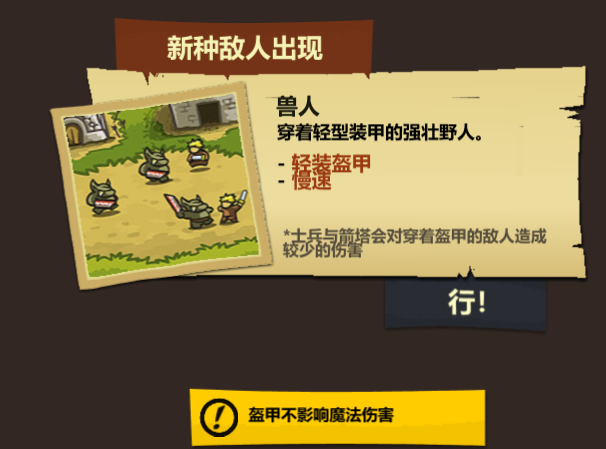 新种敌人出现
兽人
穿着轻型装甲的强壮野人。
- 轻装盔甲
- 慢速
*士兵与箭塔会对穿着盔甲的敌人造成
较少的伤害
行!
盔甲不影响魔法伤害